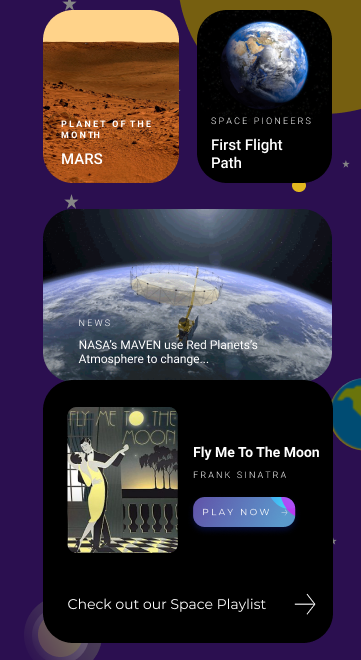 PLANET OF THE
MONTH
MARS
SPACE PIONEERS
First Flight
Path
NEWS
NASA's MAVEN use Red Planets's
Atmosphere to change...
FLY ME TO THE
MOON
Fly Me To The Moon
FRANK SINATRA
PLAY NOW →
Check out our Space Playlist